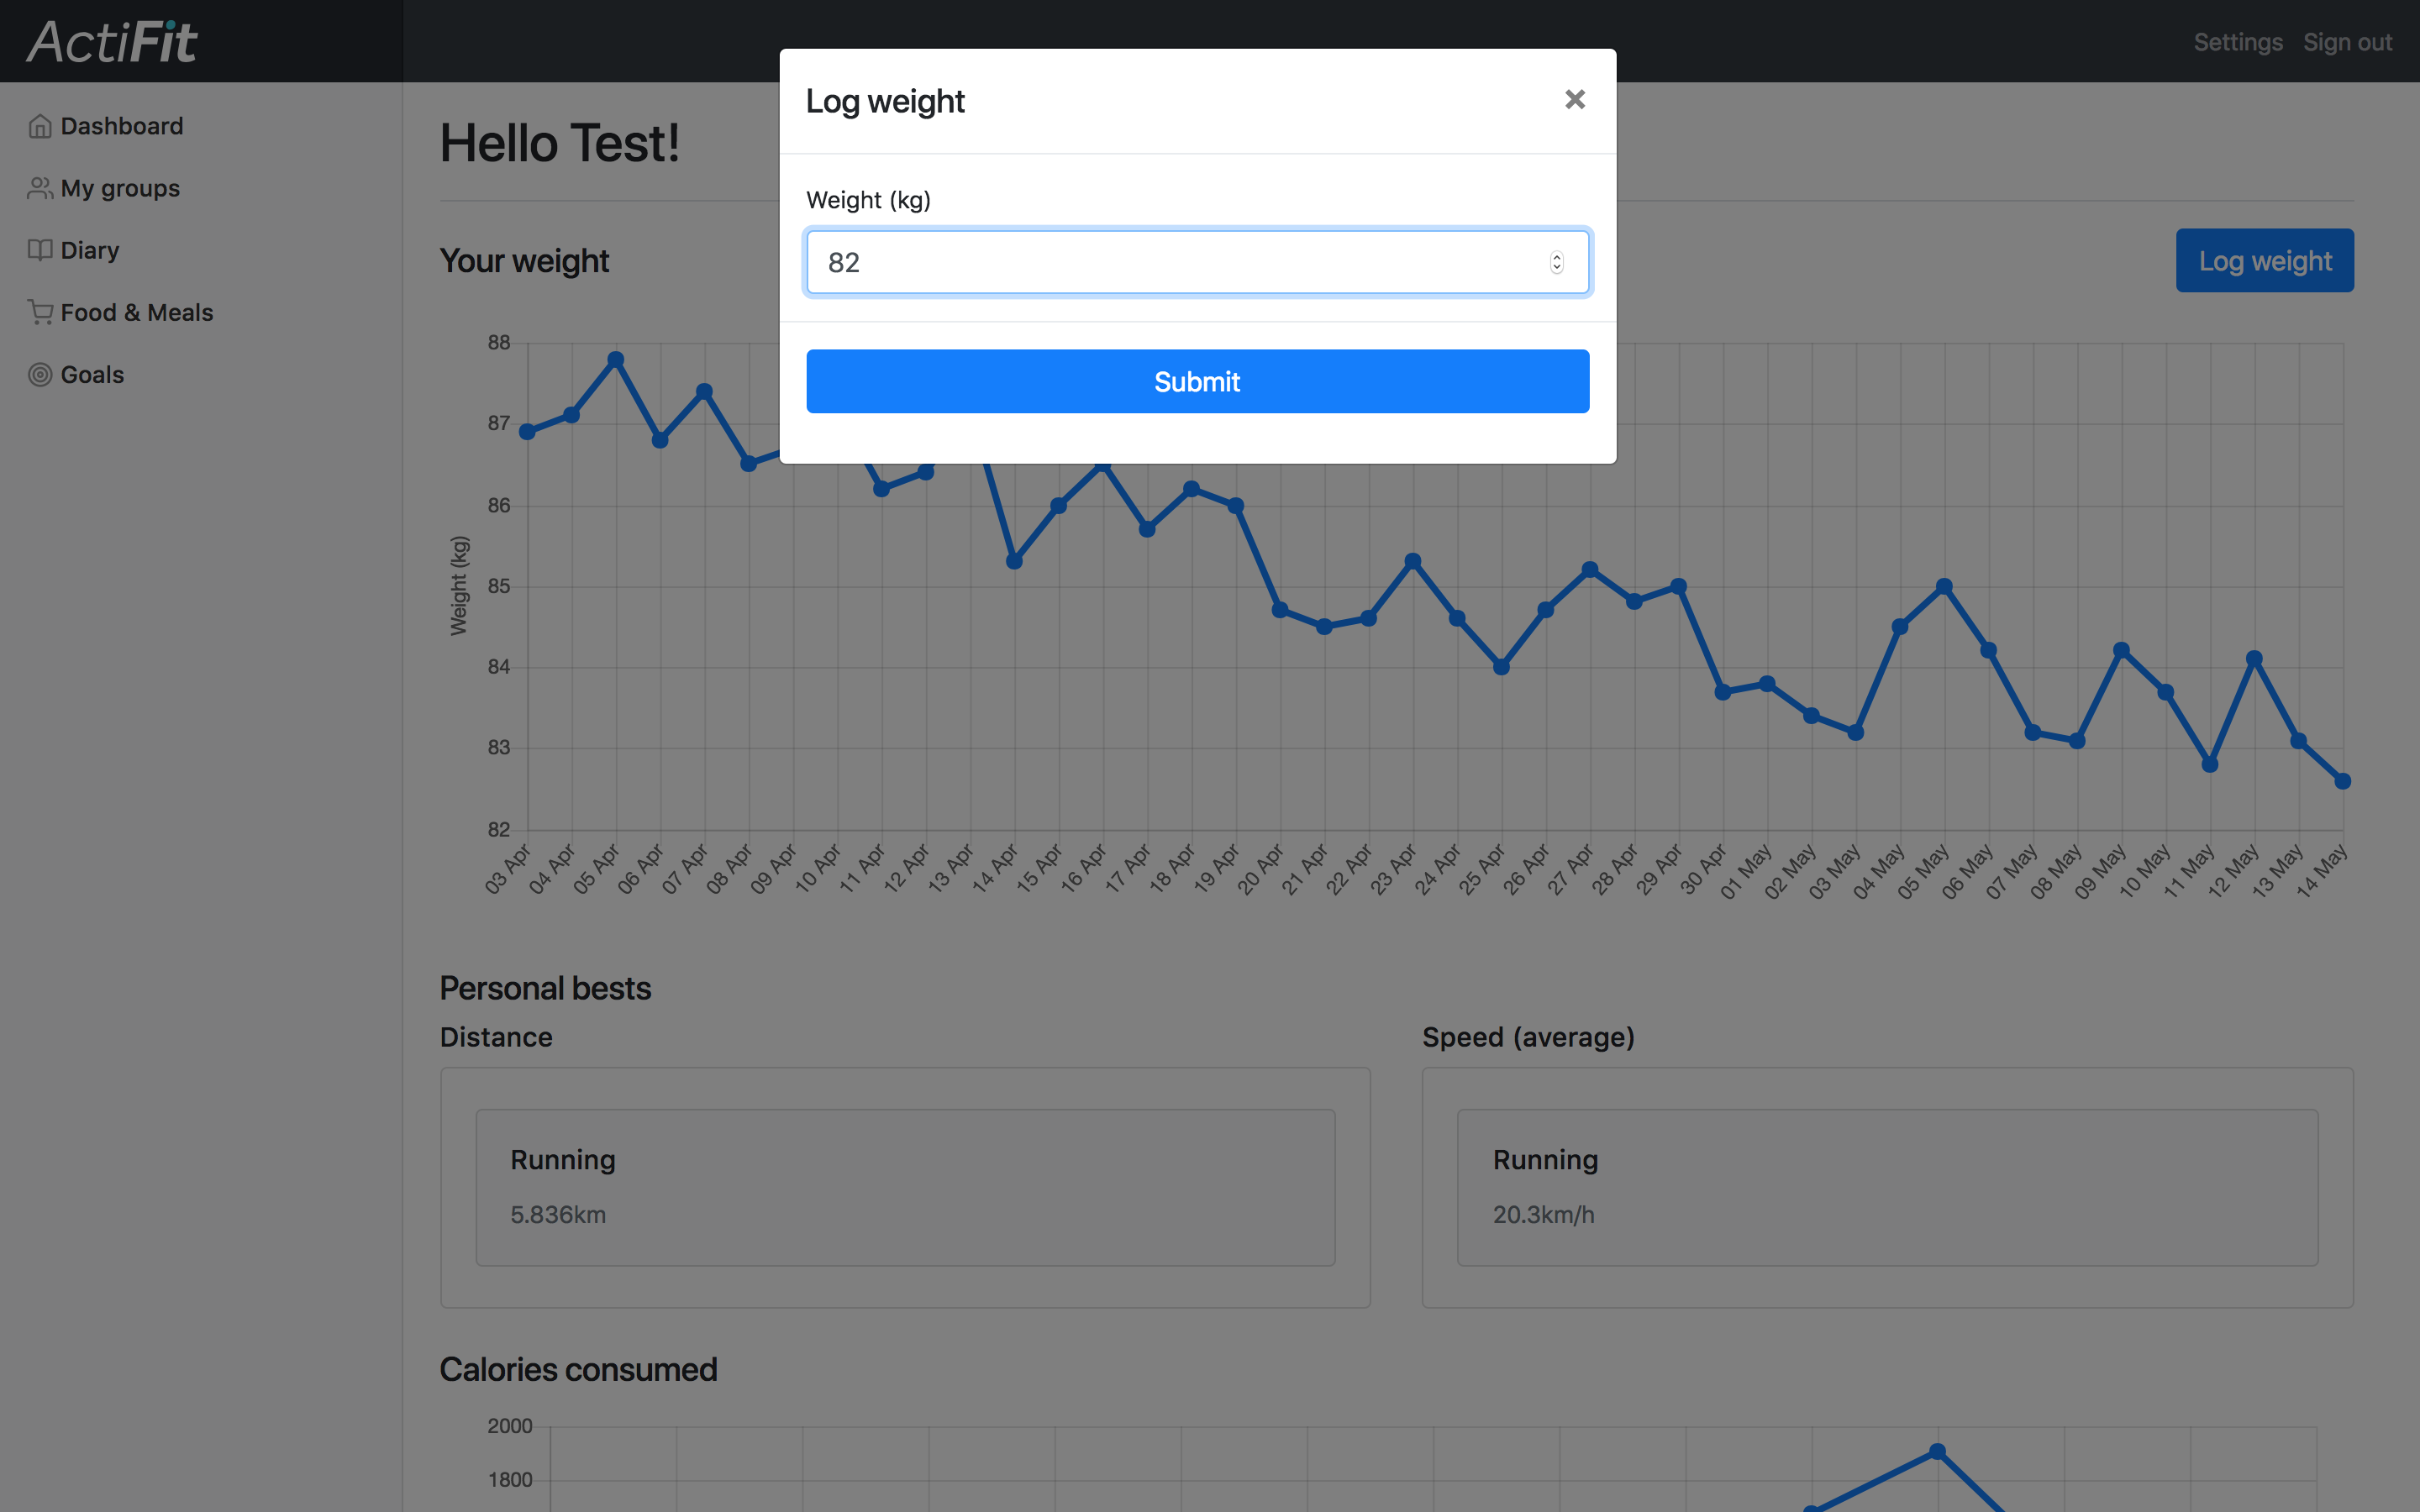 ActiFit
Settings Sign out
Dashboard
My groups
Diary
Food & Meals
Goals
Log weight
×
Weight (kg)
82
Submit
Hello Test!
Your weight
Log weight
88
87
86
85
84
83
82
Weight (kg)
03 Apr
04 Apr
05 Apr
06 Apr
07 Apr
08 Apr
09 Apr
10 Apr
11 Apr
12 Apr
13 Apr
14 Apr
15 Apr
16 Apr
17 Apr
18 Apr
19 Apr
20 Apr
21 Apr
22 Apr
23 Apr
24 Apr
25 Apr
26 Apr
27 Apr
28 Apr
29 Apr
30 Apr
01 May
02 May
03 May
04 May
05 May
06 May
07 May
08 May
09 May
10 May
11 May
12 May
13 May
14 May
Personal bests
Distance
Running
5.836km
Speed (average)
Running
20.3km/h
Calories consumed
2000
1800